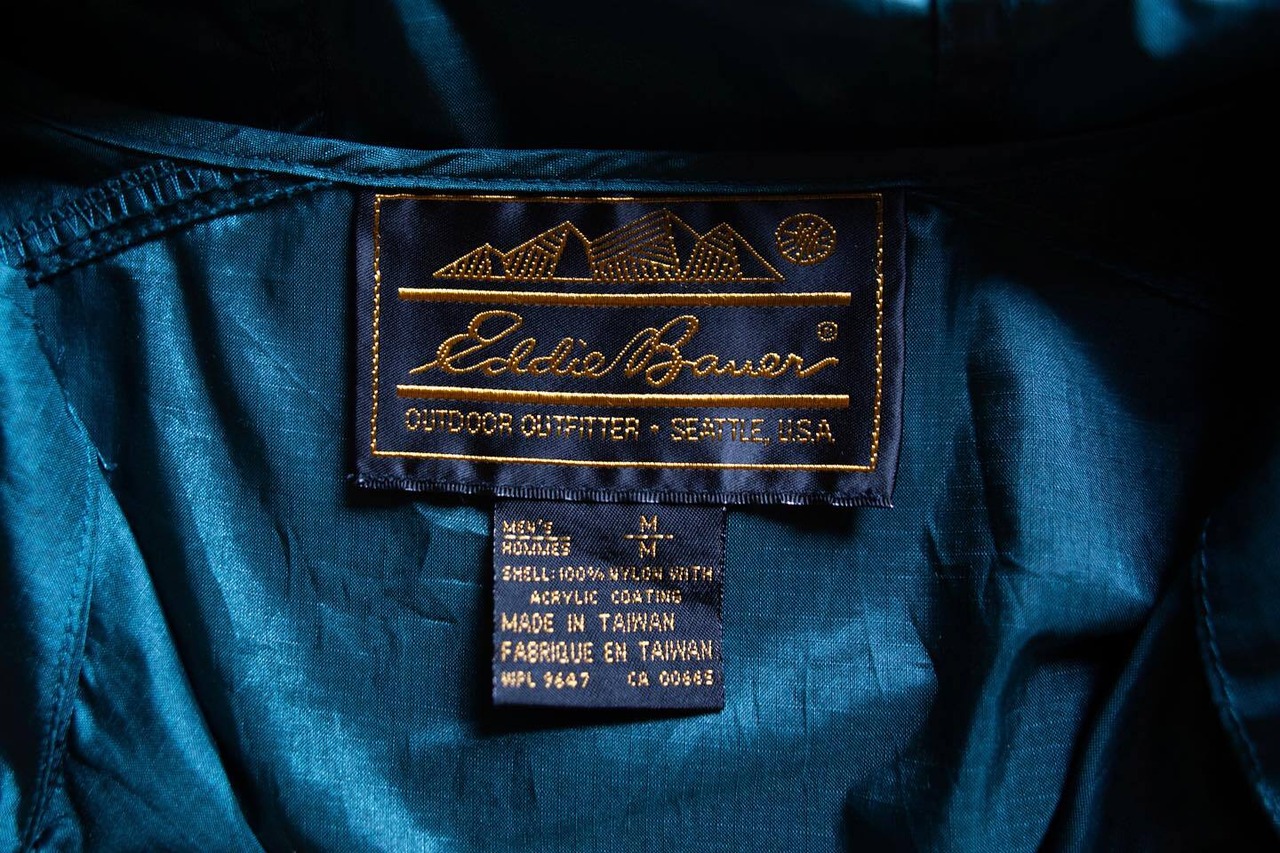 Eddie Bauer®
OUTDOOR OUTFITTER • SEATTLE, U.S.A.
MEN'S M
HOMMES M
SHELL: 100% NYLON WITH
ACRYLIC COATING
MADE IN TAIWAN
FABRIQUE EN TAIWAN
WPL 9647 CA 00665